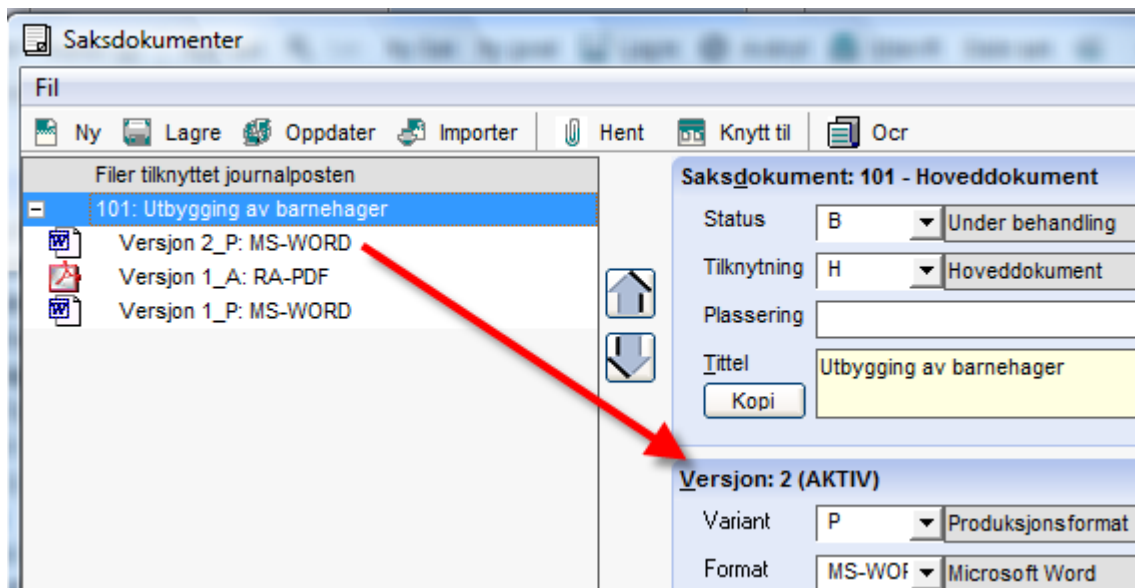 Saksdokumenter
Fil
Ny Lagre Oppdater Importer Hent Knytt til Ocr
Filer tilknyttet journalposten
101: Utbygging av barnehager
Versjon 2_P: MS-WORD
Versjon 1_A: RA-PDF
Versjon 1_P: MS-WORD
Saksdokument: 101 - Hoveddokument
Status B Under behandling
Tilknytning H Hoveddokument
Plassering
Tittel Utbygging av barnehager
Kopi
Versjon: 2 (AKTIV)
Variant P Produksjonsformat
Format MS-WOF Microsoft Word